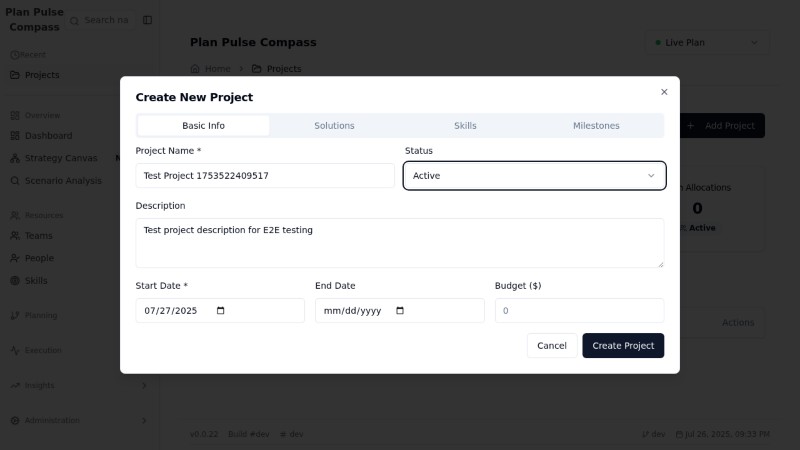 Plan Pulse
Compass
Search na
Recent
Projects
Overview
Dashboard
Strategy Canvas
Scenario Analysis
Resources
Teams
People
Skills
Planning
Execution
Insights
Administration
Plan Pulse Compass
Live Plan
Home > Projects
+ Add Project
Allocations
0
Active
Actions
Create New Project
Basic Info Solutions Skills Milestones
Project Name * Status
Test Project 1753522409517 Active
Description
Test project description for E2E testing
Start Date * End Date Budget ($)
07/27/2025 mm/dd/yyyy 0
Cancel Create Project
v0.0.22 Build #dev dev dev Jul 26, 2025, 09:33 PM